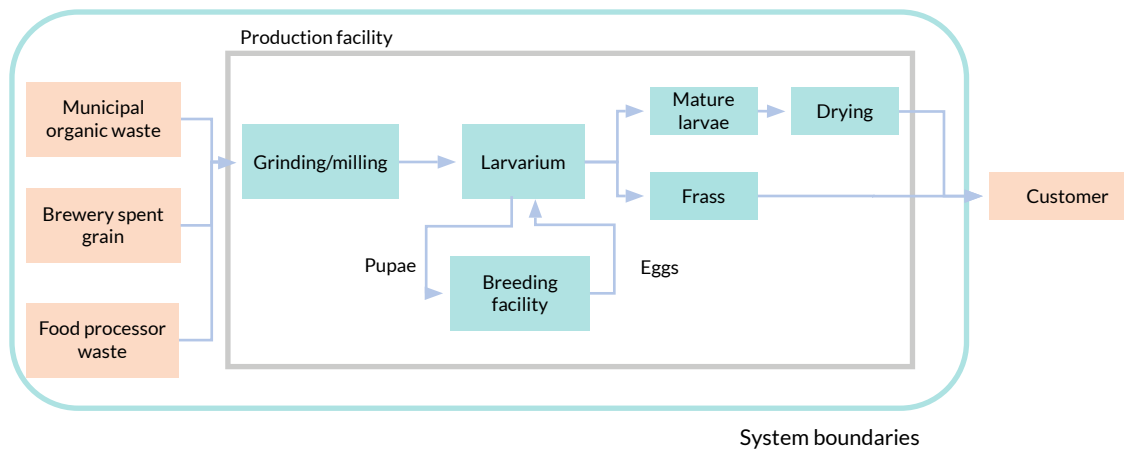 Production facility
Municipal
organic waste
Brewery spent
grain
Food processor
waste
Grinding/milling
Larvarium
Mature
larvae
Drying
Frass
Customer
Pupae
Breeding
facility
Eggs
System boundaries